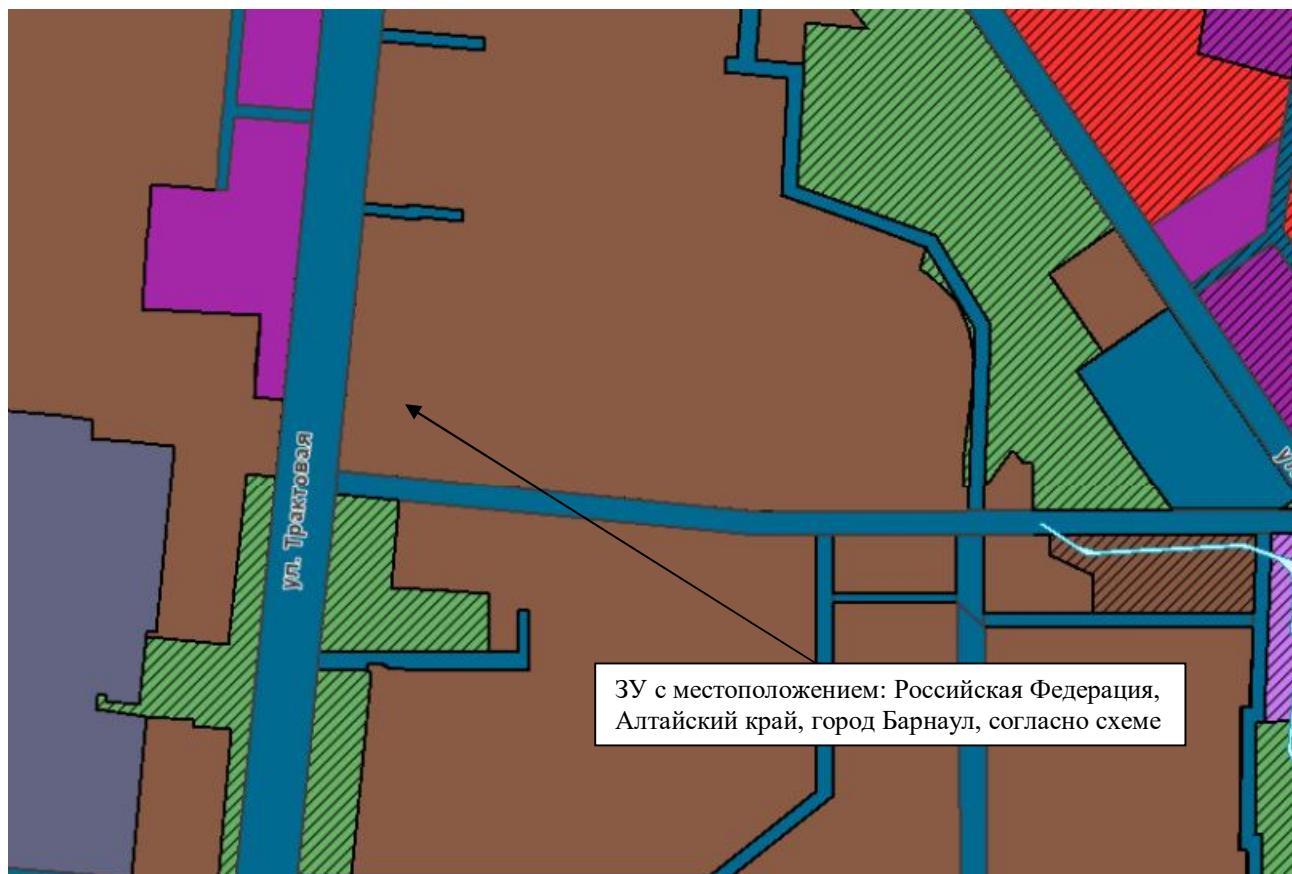 ул. Трактовая
ЗУ с местоположением: Российская Федерация,
Алтайский край, город Барнаул, согласно схеме